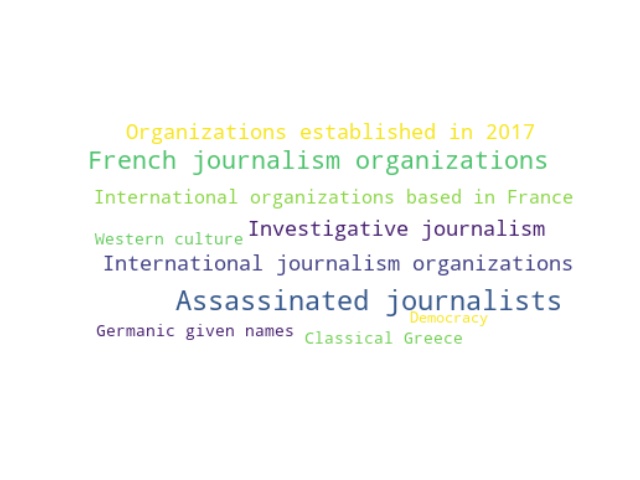 Organizations established in 2017
French journalism organizations
International organizations based in France
Investigative journalism
Western culture
International journalism organizations
Assassinated journalists
Democracy
Germanic given names
Classical Greece